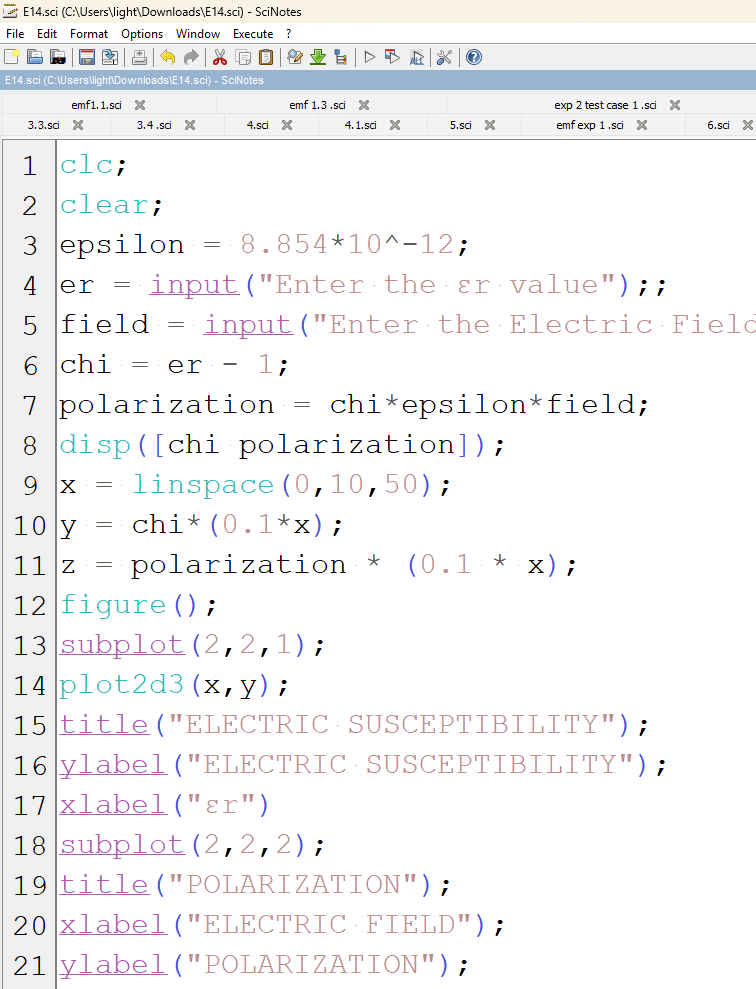 E14.sci (C:\Users\light\Downloads\E14.sci) - SciNotes
File Edit Format Options Window Execute ?
E14.sci (C:\Users\light\Downloads\E14.sci) - SciNotes
emf1.1.sci emf 1.3 .sci exp 2 test case 1 .sci
3.3.sci 3.4 .sci 4.sci 4.1.sci 5.sci emf exp 1 .sci 6.sci
1 clc;
2 clear;
3 epsilon = 8.854*10^-12;
4 er = input("Enter the εr value");;
5 field = input("Enter the Electric Field
6 chi = er - 1;
7 polarization = chi*epsilon*field;
8 disp([chi polarization]);
9 x = linspace(0,10,50);
10 y = chi*(0.1*x);
11 z = polarization * (0.1 * x);
12 figure();
13 subplot(2,2,1);
14 plot2d3(x,y);
15 title("ELECTRIC SUSCEPTIBILITY");
16 ylabel("ELECTRIC SUSCEPTIBILITY");
17 xlabel("εr")
18 subplot(2,2,2);
19 title("POLARIZATION");
20 xlabel("ELECTRIC FIELD");
21 ylabel("POLARIZATION");